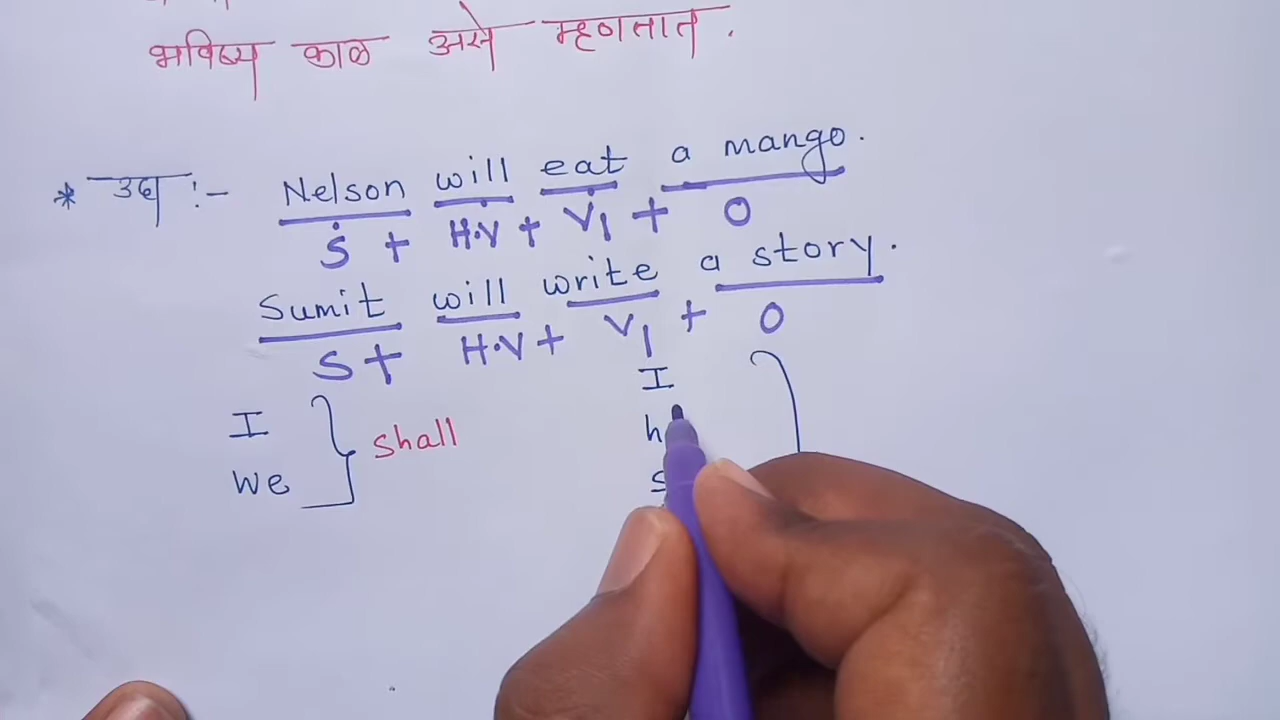 भविष्य काळ असे म्हणतात.
* उदा :- Nelson will eat a mango.
S + H.V + V1 + O
Sumit will write a story.
S + H.V + V1 + O
I
I
We
shall